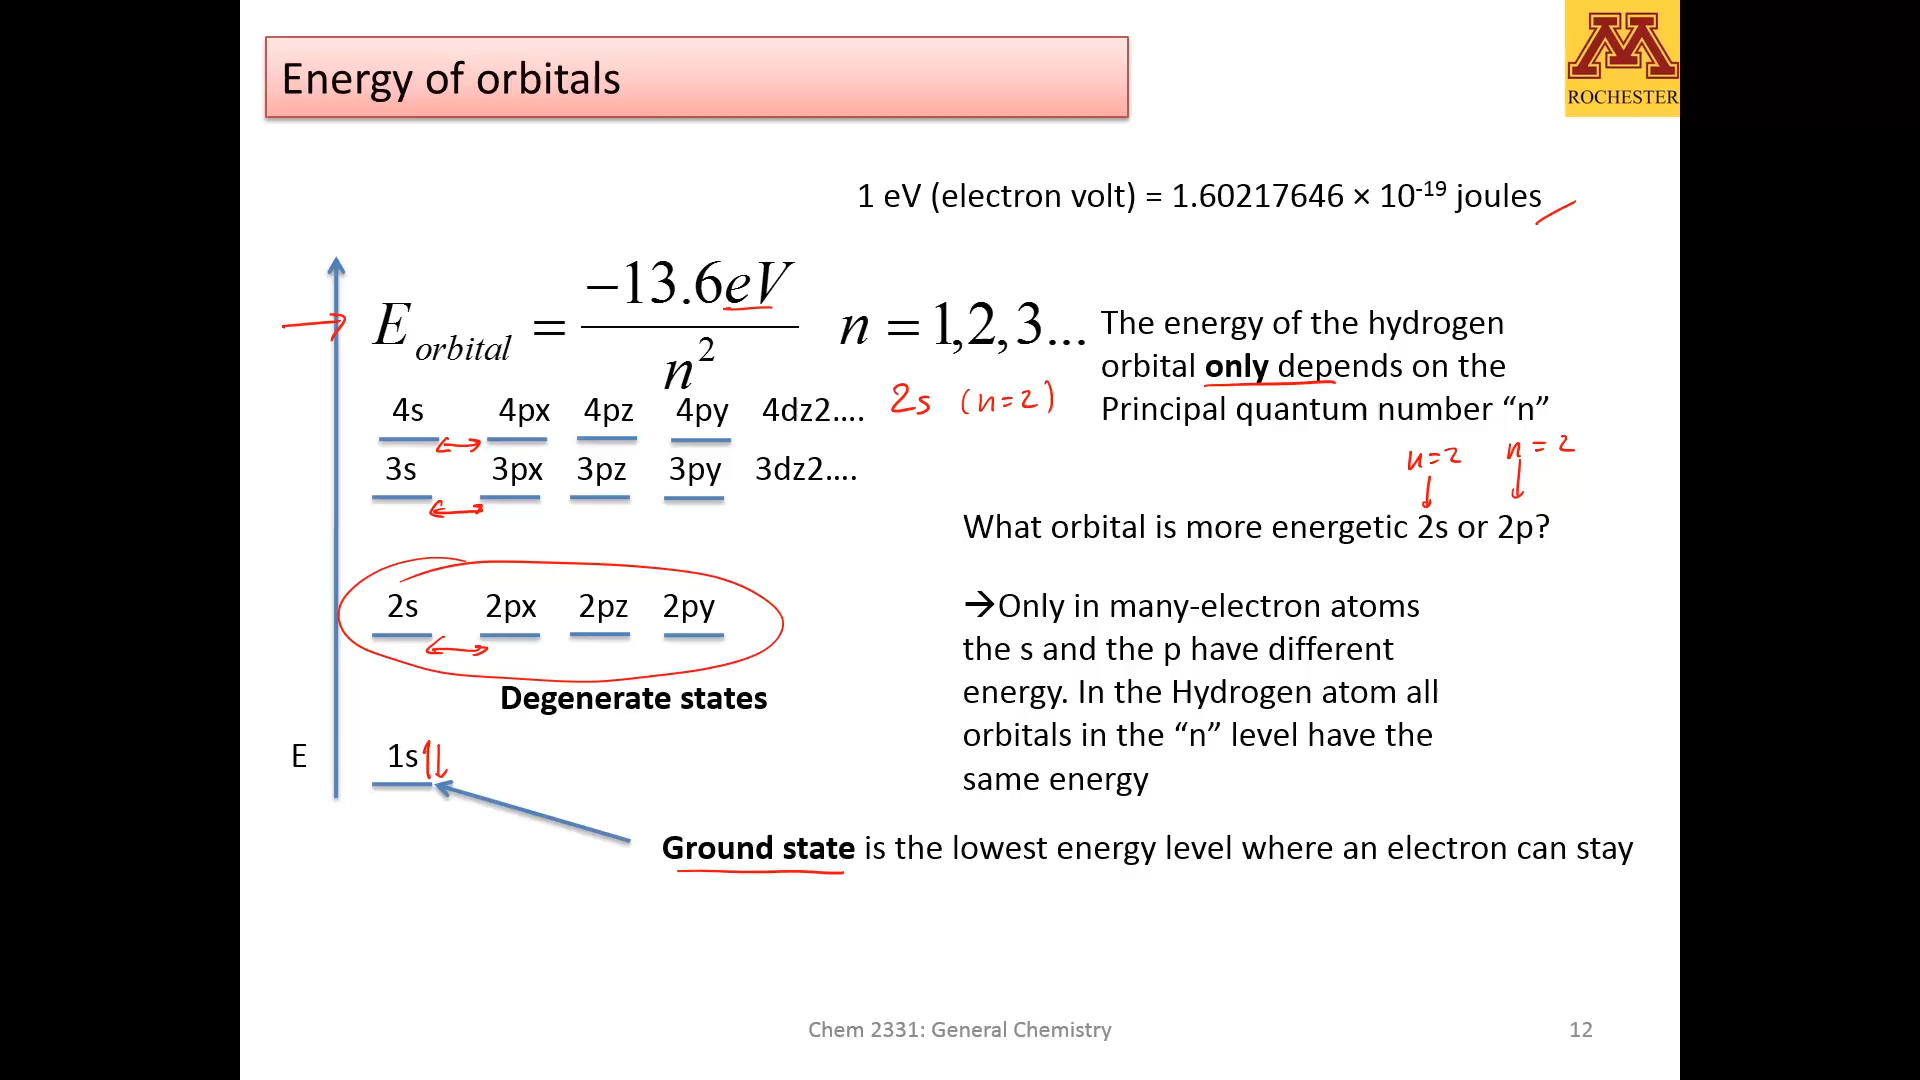 Energy of orbitals
M
ROCHESTER
1 eV (electron volt) = 1.60217646 × 10⁻¹⁹ joules
E_orbital = −13.6eV / n² n = 1,2,3...
The energy of the hydrogen
orbital only depends on the
Principal quantum number “n”
4s 4px 4pz 4py 4dz2....
2s (n=2)
3s 3px 3pz 3py 3dz2....
n=2 n=2
What orbital is more energetic 2s or 2p?
2s 2px 2pz 2py
Degenerate states
→Only in many-electron atoms
the s and the p have different
energy. In the Hydrogen atom all
orbitals in the “n” level have the
same energy
E 1s
Ground state is the lowest energy level where an electron can stay
Chem 2331: General Chemistry 12